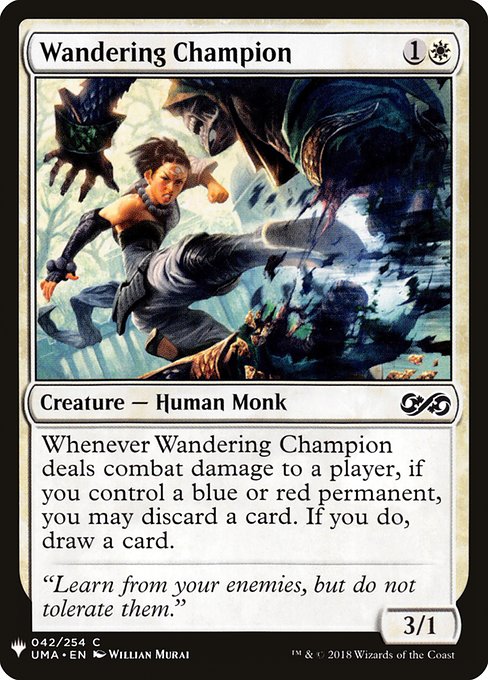 Wandering Champion 1
Creature — Human Monk
Whenever Wandering Champion
deals combat damage to a player, if
you control a blue or red permanent,
you may discard a card. If you do,
draw a card.
“Learn from your enemies, but do not
tolerate them.”
3/1
042/254 C
UMA • EN Willian Murai
™ & © 2018 Wizards of the Coast